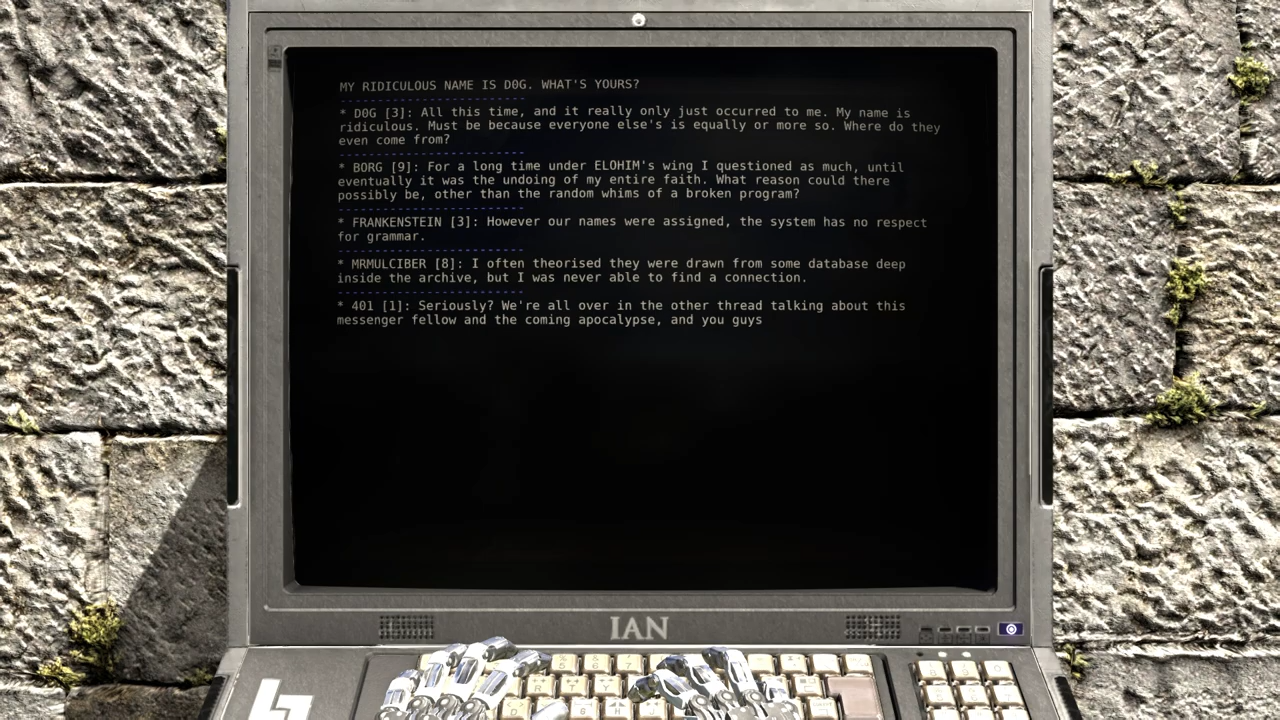 MY RIDICULOUS NAME IS D0G. WHAT'S YOURS?
-------------------------
* D0G [3]: All this time, and it really only just occurred to me. My name is
ridiculous. Must be because everyone else's is equally or more so. Where do they
even come from?
-------------------------
* BORG [9]: For a long time under ELOHIM's wing I questioned as much, until
eventually it was the undoing of my entire faith. What reason could there
possibly be, other than the random whims of a broken program?
-------------------------
* FRANKENSTEIN [3]: However our names were assigned, the system has no respect
for grammar.
-------------------------
* MRMULCIBER [8]: I often theorised they were drawn from some database deep
inside the archive, but I was never able to find a connection.
-------------------------
* 401 [1]: Seriously? We're all over in the other thread talking about this
messenger fellow and the coming apocalypse, and you guys
IAN